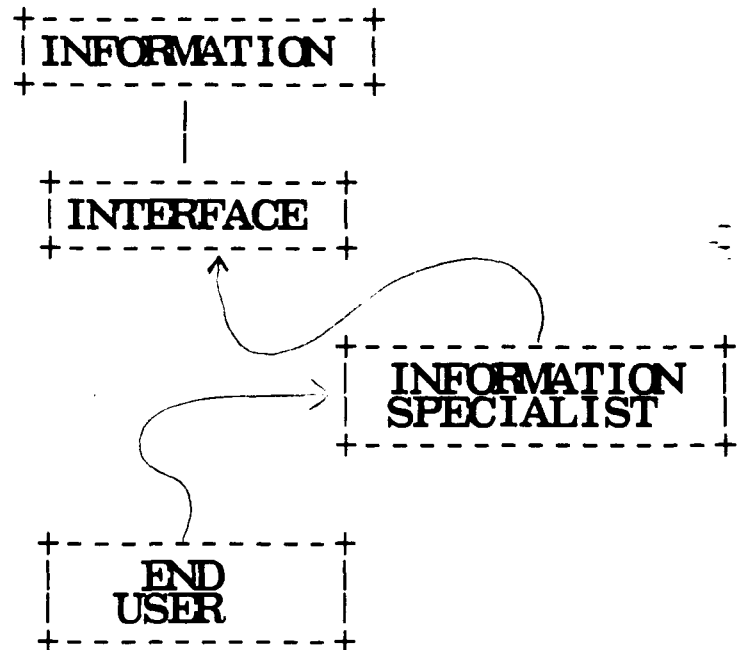 INFORMATION
INTERFACE
INFORMATION
SPECIALIST
END
USER